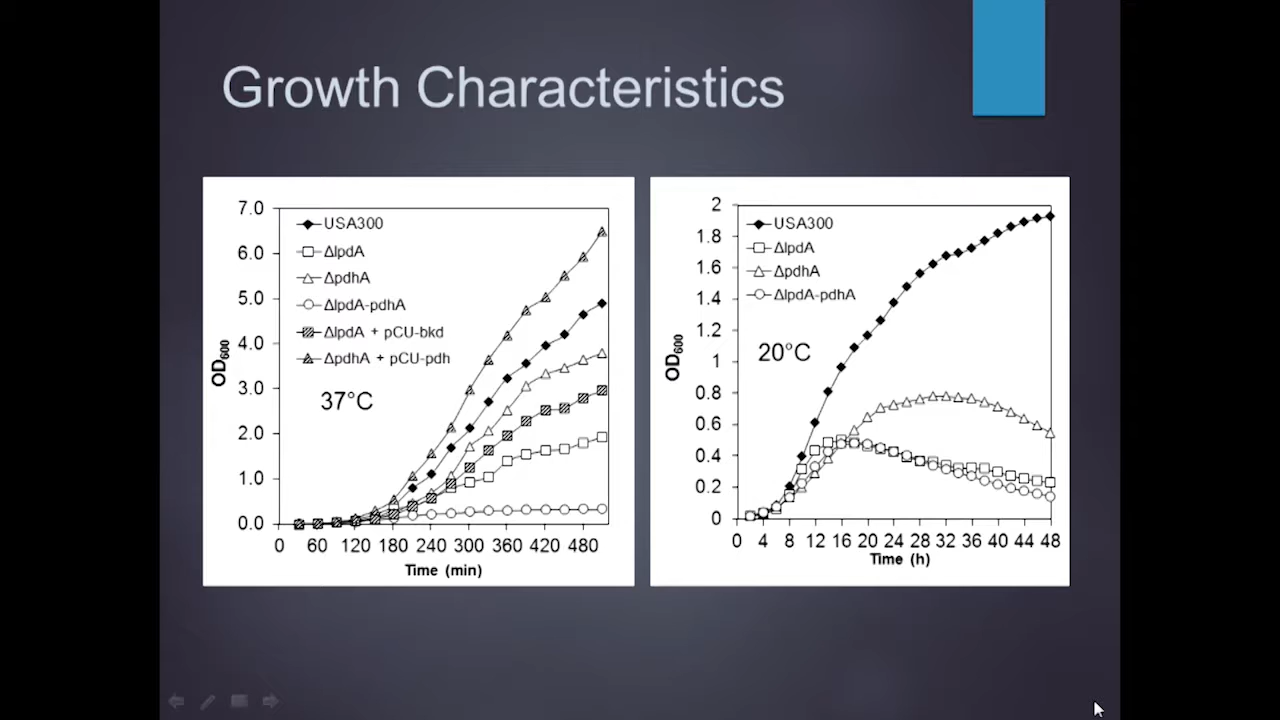 Growth Characteristics
7.0
6.0
5.0
4.0
3.0
2.0
1.0
0.0
OD600
USA300
ΔlpdA
ΔpdhA
ΔlpdA-pdhA
ΔlpdA + pCU-bkd
ΔpdhA + pCU-pdh
37°C
0 60 120 180 240 300 360 420 480
Time (min)
2
1.8
1.6
1.4
1.2
1
0.8
0.6
0.4
0.2
0
OD600
USA300
ΔlpdA
ΔpdhA
ΔlpdA-pdhA
20°C
0 4 8 12 16 20 24 28 32 36 40 44 48
Time (h)